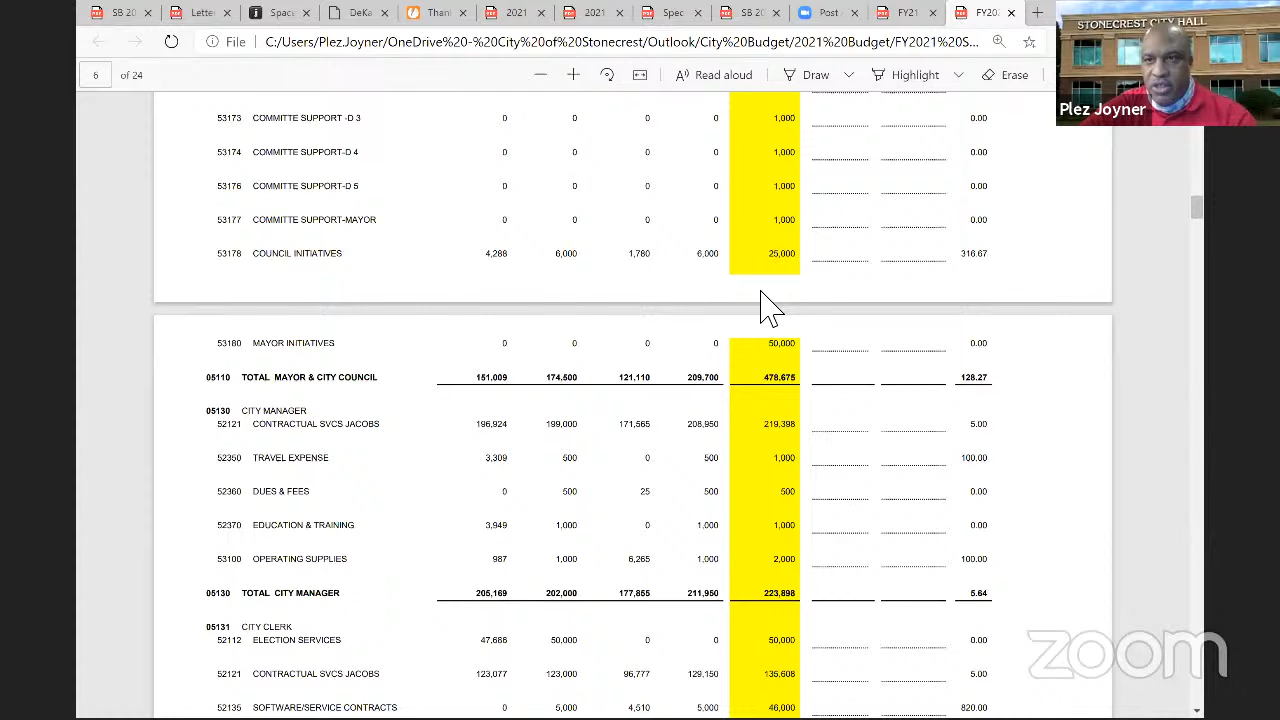 SB 20
Letter
Spec
[
Ther
2021
Spec
SB 2
Post -
FY21
FY20
File C:/Users/PlezJoyner/OneDrive%20-%20City%20of%20Stonecrest/Outlook/City%20Budget/2021%20Budget/FY2021%20S...
6 of 24 Read aloud Draw Highlight Erase
STONECREST CITY HALL
Plez Joyner
53173 COMMITTE SUPPORT -D 0 0 0 1,000 0.00
53174 COMMITTE SUPPORT-D 4 0 0 0 0 1,000 0.00
53176 COMMITTE SUPPORT-D 5 0 0 0 0 1,000 0.00
53177 COMMITTE SUPPORT-MAYOR 0 0 0 1,000 0.00
53178 COUNCIL INITIATIVES 4,288 6,000 1,780 6,000 25,000 316.67
53180 MAYOR INITIATIVES 0 0 0 0 50,000 0.00
05110 TOTAL MAYOR & CITY COUNCIL 151,009 174,500 121,110 209,700 478,675 128.27
05130 CITY MANAGER
52121 CONTRACTUAL SVCS JACOBS 196,924 199,000 171,565 208,950 219,398 5.00
52350 TRAVEL EXPENSE 3,309 500 0 500 1,000 100.00
52360 DUES & FEES 0 500 25 500 500 0.00
52370 EDUCATION & TRAINING 3,949 1,000 0 1,000 1,000 0.00
53100 OPERATING SUPPLIES 987 1,000 6,265 1,000 2,000 100.00
05130 TOTAL CITY MANAGER 205,169 202,000 177,855 211,950 223,898 5.64
05131 CITY CLERK
52112 ELECTION SERVICES 47,686 50,000 0 0 50,000 0.00
52121 CONTRACTUAL SVCS JACOBS 123,077 123,000 96,777 129,150 135,608 5.00
52135 SOFTWARE/SERVICE CONTRACTS 5,000 4,510 5,000 46,000 820.00
zoom